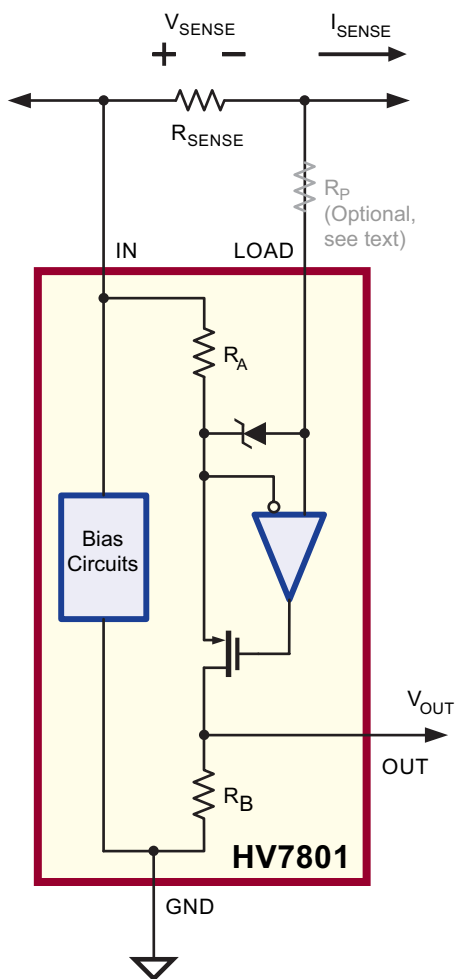 VSENSE
+ −
ISENSE
RSENSE
RP
(Optional,
see text)
IN
LOAD
RA
Bias
Circuits
VOUT
OUT
RB
HV7801
GND